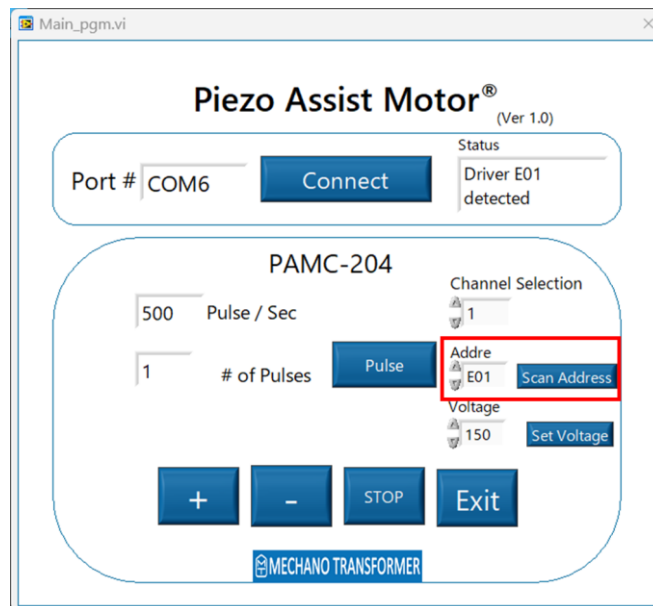 Main_pgm.vi
Piezo Assist Motor®
(Ver 1.0)
Port # COM6 Connect
Status
Driver E01
detected
PAMC-204
Channel Selection
1
500 Pulse / Sec
1 # of Pulses Pulse
Addre
E01 Scan Address
Voltage
150 Set Voltage
+ - STOP Exit
MECHANO TRANSFORMER